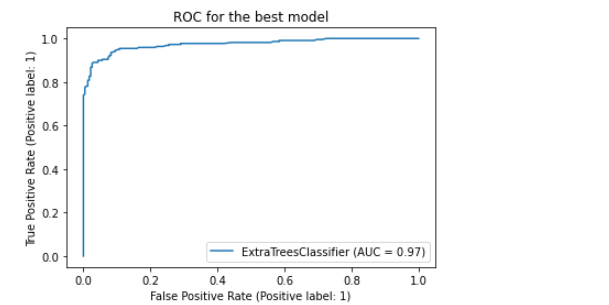 ROC for the best model
1.0
0.8
0.6
0.4
0.2
0.0
True Positive Rate (Positive label: 1)
ExtraTreesClassifier (AUC = 0.97)
0.0 0.2 0.4 0.6 0.8 1.0
False Positive Rate (Positive label: 1)